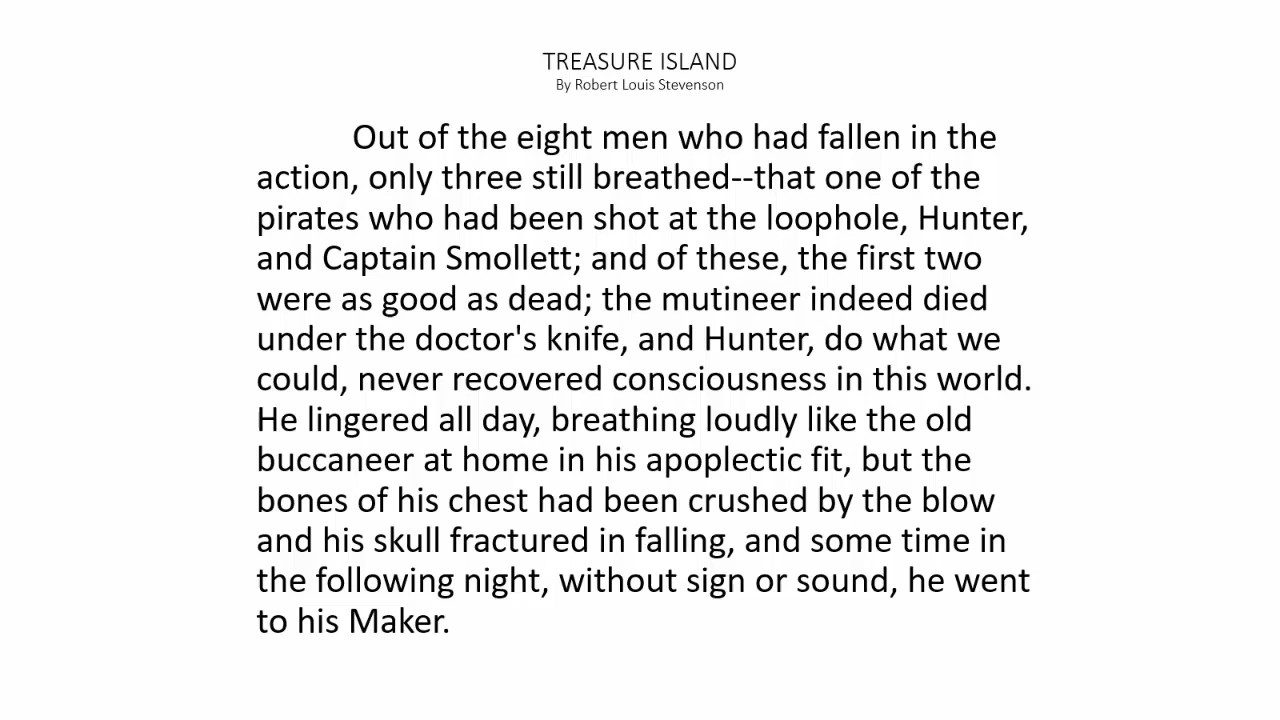 TREASURE ISLAND
By Robert Louis Stevenson
Out of the eight men who had fallen in the
action, only three still breathed--that one of the
pirates who had been shot at the loophole, Hunter,
and Captain Smollett; and of these, the first two
were as good as dead; the mutineer indeed died
under the doctor's knife, and Hunter, do what we
could, never recovered consciousness in this world.
He lingered all day, breathing loudly like the old
buccaneer at home in his apoplectic fit, but the
bones of his chest had been crushed by the blow
and his skull fractured in falling, and some time in
the following night, without sign or sound, he went
to his Maker.